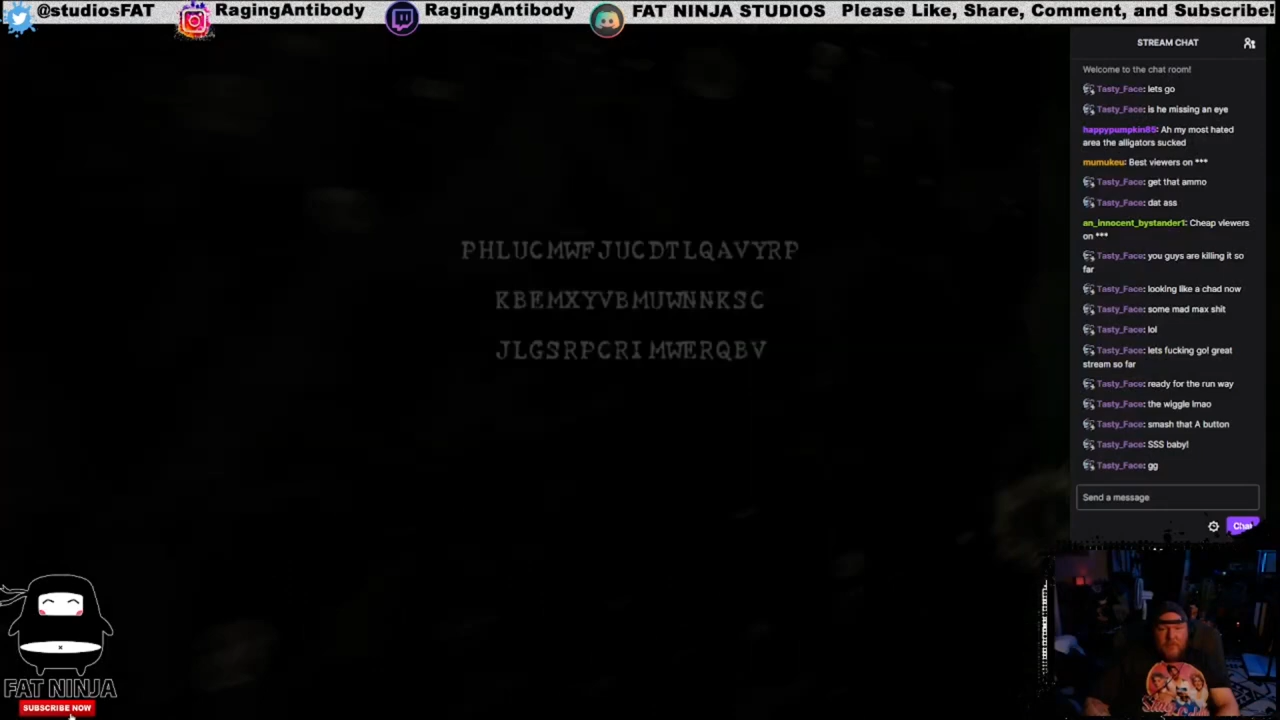 @studiosFAT RagingAntibody RagingAntibody FAT NINJA STUDIOS Please Like, Share, Comment, and Subscribe!
PHLUCMWFJUCDTLQAVYRP
KBEMXYVBMUWNNKSC
JLGSRPCRIMWERQBV
STREAM CHAT
Welcome to the chat room!
Tasty_Face: lets go
Tasty_Face: is he missing an eye
happypumpkin85: Ah my most hated
area the alligators sucked
mumukeu: Best viewers on ***
Tasty_Face: get that ammo
Tasty_Face: dat ass
an_innocent_bystander1: Cheap viewers
on ***
Tasty_Face: you guys are killing it so
far
Tasty_Face: looking like a chad now
Tasty_Face: some mad max shit
Tasty_Face: lol
Tasty_Face: lets fucking go! great
stream so far
Tasty_Face: ready for the run way
Tasty_Face: the wiggle lmao
Tasty_Face: smash that A button
Tasty_Face: SSS baby!
Tasty_Face: gg
Send a message
Chat
FAT NINJA
SUBSCRIBE NOW